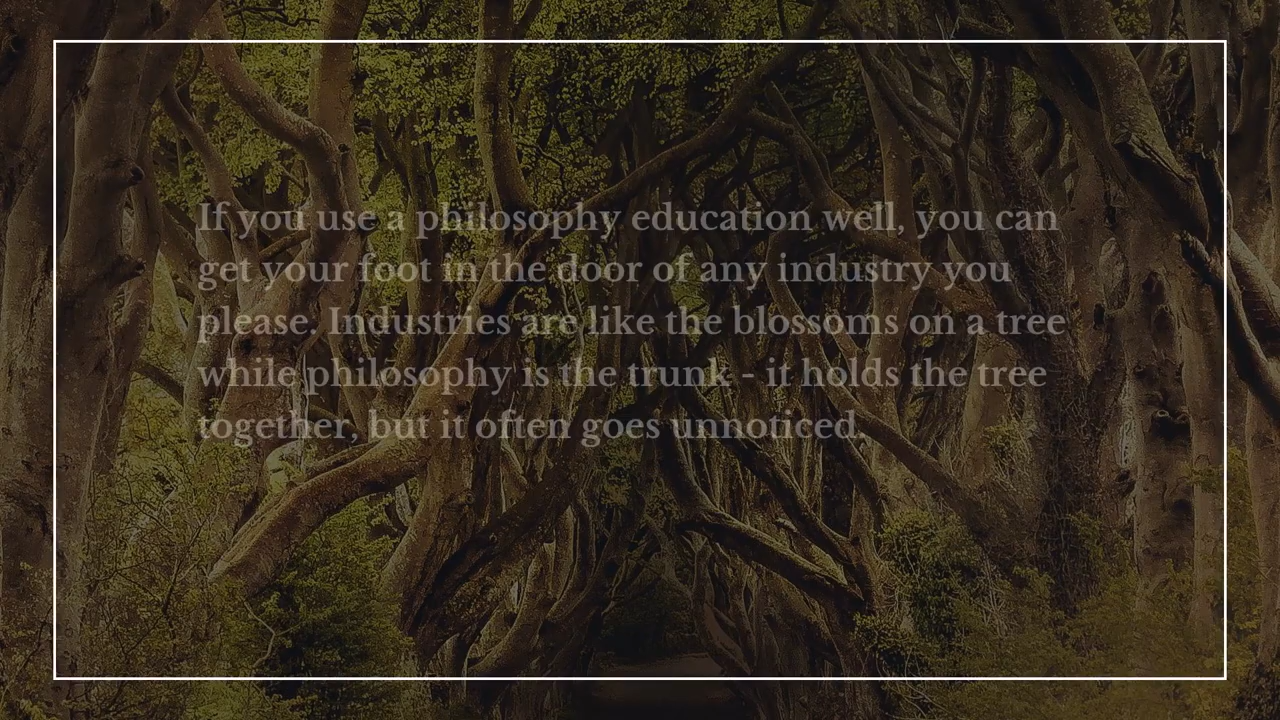 If you use a philosophy education well, you can
get your foot in the door of any industry you
please. Industries are like the blossoms on a tree
while philosophy is the trunk - it holds the tree
together, but it often goes unnoticed.